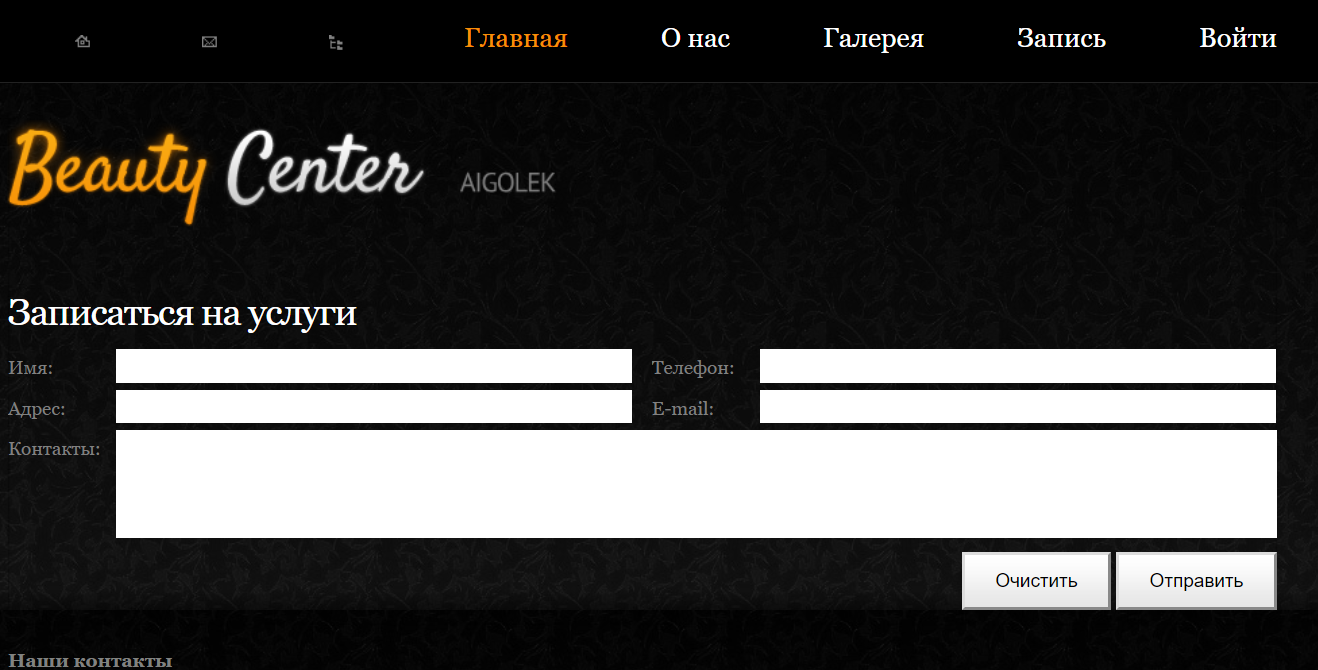 Главная О нас Галерея Запись Войти
Beauty Center AIGOLEK
Записаться на услуги
Имя: Телефон:
Адрес: E-mail:
Контакты:
Очистить Отправить
Наши контакты